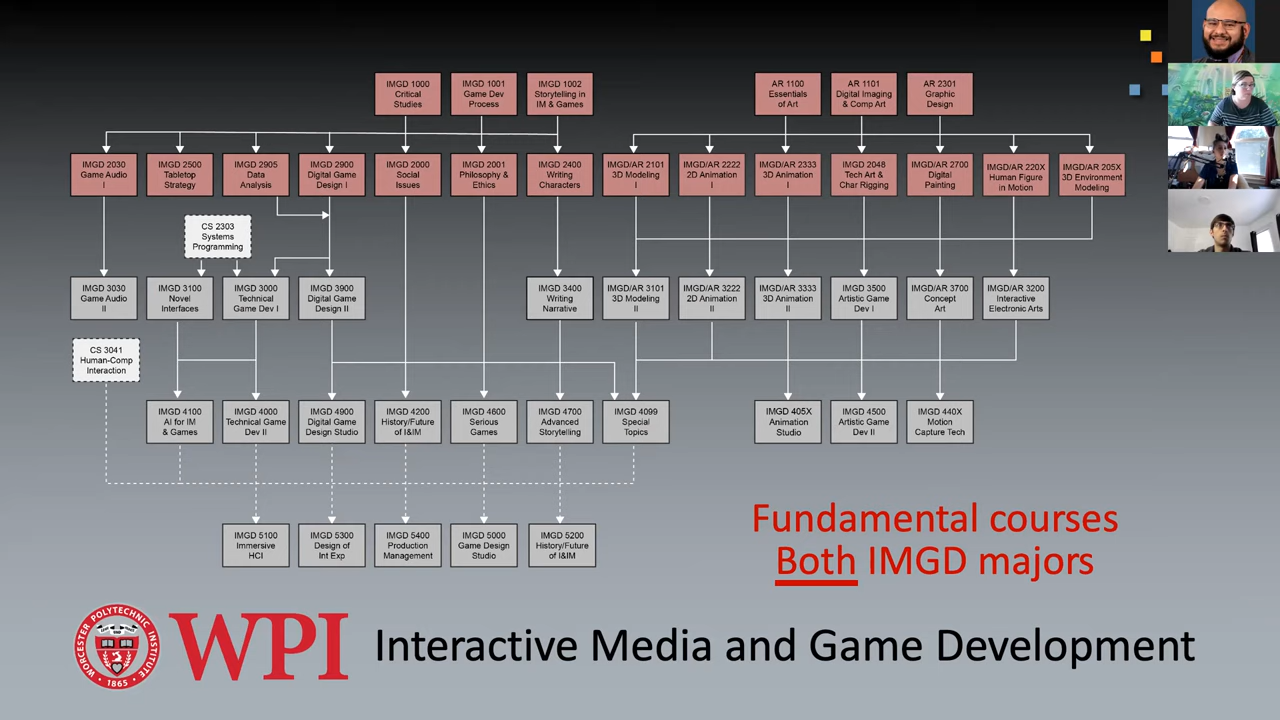 IMGD 1000
Critical
Studies
IMGD 1001
Game Dev
Process
IMGD 1002
Storytelling in
IM & Games
AR 1100
Essentials
of Art
AR 1101
Digital Imaging
& Comp Art
AR 2301
Graphic
Design
IMGD 2030
Game Audio
I
IMGD 2500
Tabletop
Strategy
IMGD 2905
Data
Analysis
IMGD 2900
Digital Game
Design I
IMGD 2000
Social
Issues
IMGD 2001
Philosophy &
Ethics
IMGD 2400
Writing
Characters
IMGD/AR 2101
3D Modeling
I
IMGD/AR 2222
2D Animation
I
IMGD/AR 2333
3D Animation
I
IMGD 2048
Tech Art &
Char Rigging
IMGD/AR 2700
Digital
Painting
IMGD/AR 220X
Human Figure
in Motion
IMGD/AR 205X
3D Environment
Modeling
CS 2303
Systems
Programming
IMGD 3030
Game Audio
II
IMGD 3100
Novel
Interfaces
IMGD 3000
Technical
Game Dev I
IMGD 3900
Digital Game
Design II
IMGD 3400
Writing
Narrative
IMGD/AR 3101
3D Modeling
II
IMGD/AR 3222
2D Animation
II
IMGD/AR 3333
3D Animation
II
IMGD 3500
Artistic Game
Dev I
IMGD/AR 3700
Concept
Art
IMGD/AR 3200
Interactive
Electronic Arts
CS 3041
Human-Comp
Interaction
IMGD 4100
AI for IM
& Games
IMGD 4000
Technical Game
Dev II
IMGD 4900
Digital Game
Design Studio
IMGD 4200
History/Future
of I&IM
IMGD 4600
Serious
Games
IMGD 4700
Advanced
Storytelling
IMGD 4099
Special
Topics
IMGD 405X
Animation
Studio
IMGD 4500
Artistic Game
Dev II
IMGD 440X
Motion
Capture Tech
IMGD 5100
Immersive
HCI
IMGD 5300
Design of
Int Exp
IMGD 5400
Production
Management
IMGD 5000
Game Design
Studio
IMGD 5200
History/Future
of I&IM
Fundamental courses
Both IMGD majors
WORCESTER POLYTECHNIC INSTITUTE
1865
WPI
Interactive Media and Game Development